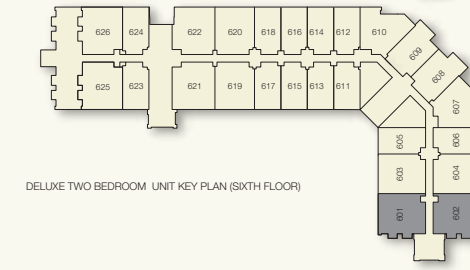 626 624 622 620 618 616 614 612 610
609
608
625 623 621 619 617 615 613 611
607
605 606
603 604
DELUXE TWO BEDROOM UNIT KEY PLAN (SIXTH FLOOR)
601 602